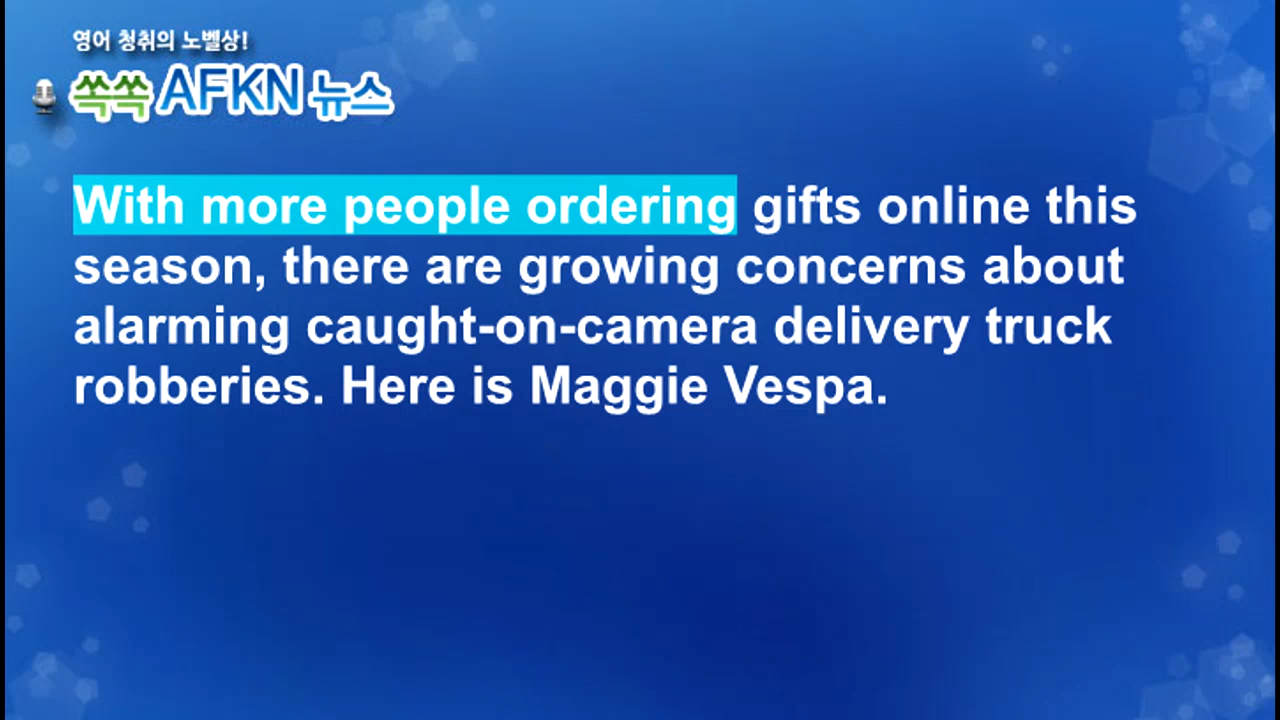 영어 청취의 노벨상!
쏙쏙 AFKN 뉴스
With more people ordering gifts online this
season, there are growing concerns about
alarming caught-on-camera delivery truck
robberies. Here is Maggie Vespa.